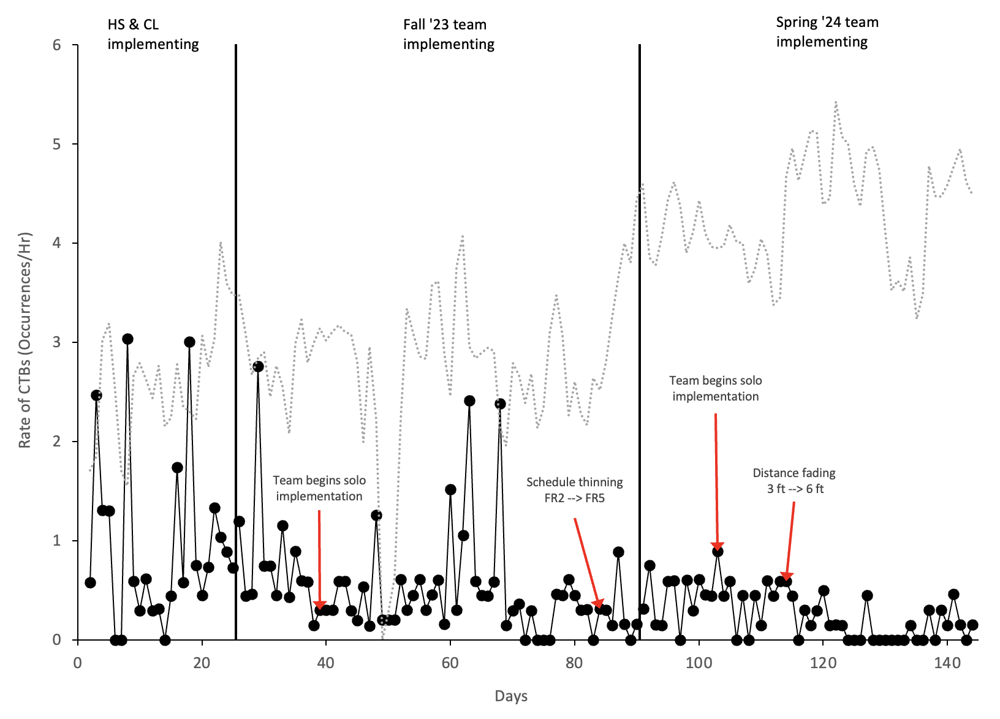 HS & CL
implementing
Fall '23 team
implementing
Spring '24 team
implementing
6
5
4
3
2
1
0
Rate of CTBs (Occurrences/Hr)
Team begins solo
implementation
Schedule thinning
FR2 --> FR5
Team begins solo
implementation
Distance fading
3 ft --> 6 ft
0 20 40 60 80 100 120 140
Days